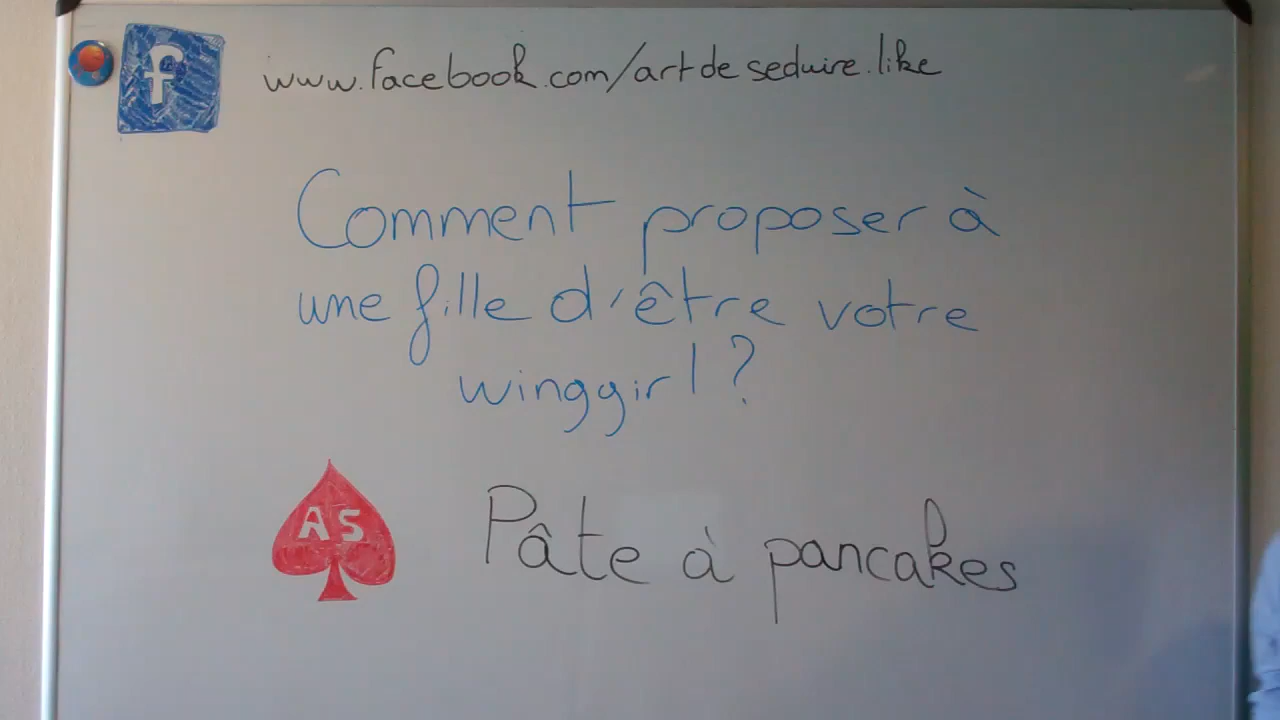 f
www.facebook.com/artdeseduire.like
Comment proposer à
une fille d'être votre
winggirl ?
AS
Pâte à pancakes